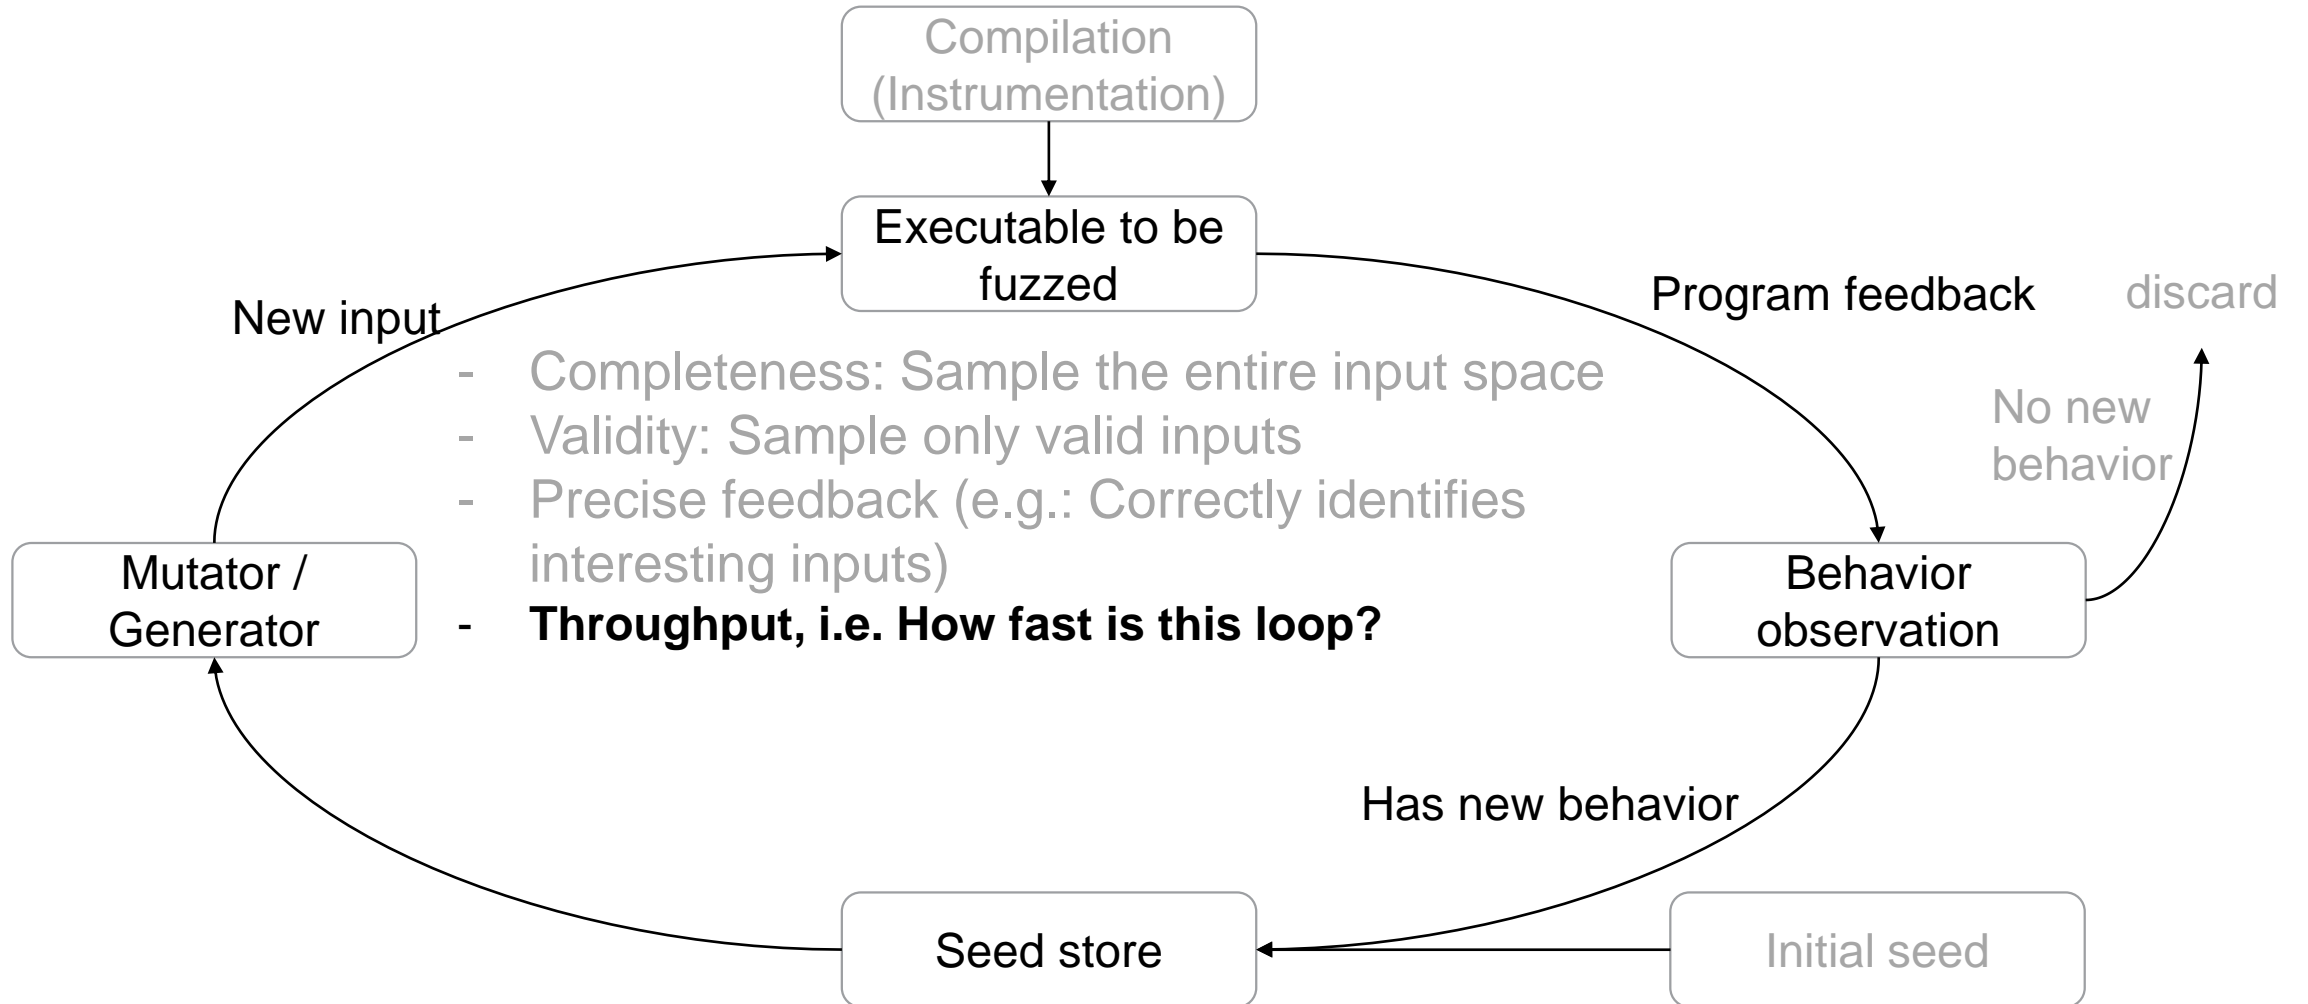 Compilation
(Instrumentation)
Executable to be
fuzzed
New input
Program feedback
discard
- Completeness: Sample the entire input space
- Validity: Sample only valid inputs
- Precise feedback (e.g.: Correctly identifies
interesting inputs)
- Throughput, i.e. How fast is this loop?
No new
behavior
Mutator /
Generator
Behavior
observation
Has new behavior
Seed store
Initial seed